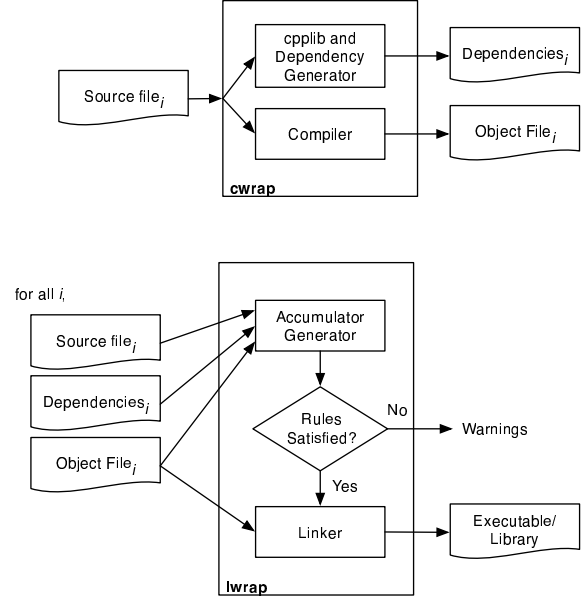 cpplib and
Dependency
Generator
Dependencies i
Source file i
Compiler
Object File i
cwrap
for all i,
Source file i
Accumulator
Generator
Dependencies i
Rules
Satisfied?
No
Warnings
Object File i
Yes
Linker
Executable/
Library
lwrap